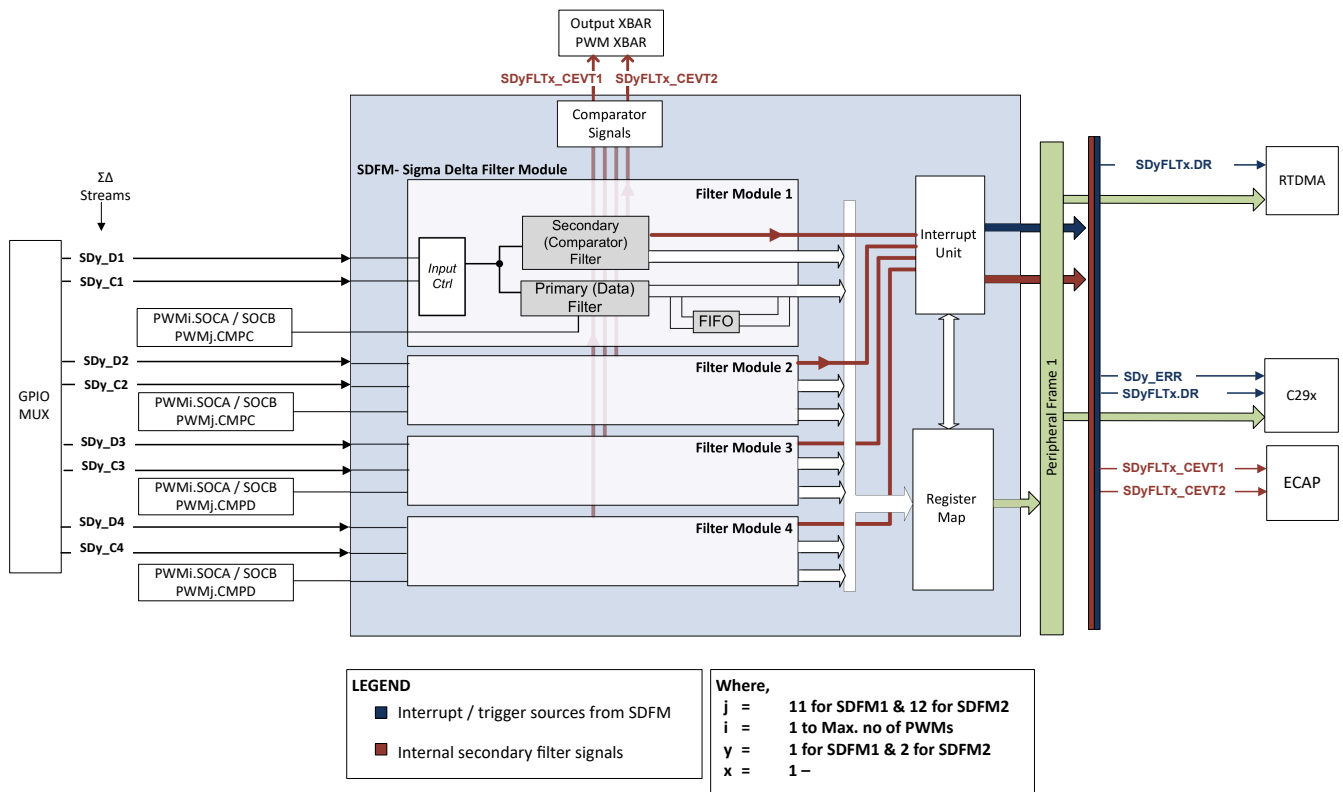 Output XBAR
PWM XBAR
SDyFLTx_CEVT1
SDyFLTx_CEVT2
Comparator
Signals
SDFM- Sigma Delta Filter Module
ΣΔ
Streams
GPIO
MUX
SDy_D1
SDy_C1
PWMi.SOCA / SOCB
PWMj.CMPC
SDy_D2
SDy_C2
PWMi.SOCA / SOCB
PWMj.CMPC
SDy_D3
SDy_C3
PWMi.SOCA / SOCB
PWMj.CMPD
SDy_D4
SDy_C4
PWMi.SOCA / SOCB
PWMj.CMPD
Filter Module 1
Input
Ctrl
Secondary
(Comparator)
Filter
Primary (Data)
Filter
FIFO
Filter Module 2
Filter Module 3
Filter Module 4
Interrupt
Unit
Register
Map
Peripheral Frame 1
SDyFLTx.DR
RTDMA
SDy_ERR
SDyFLTx.DR
C29x
SDyFLTx_CEVT1
SDyFLTx_CEVT2
ECAP
LEGEND
Interrupt / trigger sources from SDFM
Internal secondary filter signals
Where,
j = 11 for SDFM1 & 12 for SDFM2
i = 1 to Max. no of PWMs
y = 1 for SDFM1 & 2 for SDFM2
x = 1 –